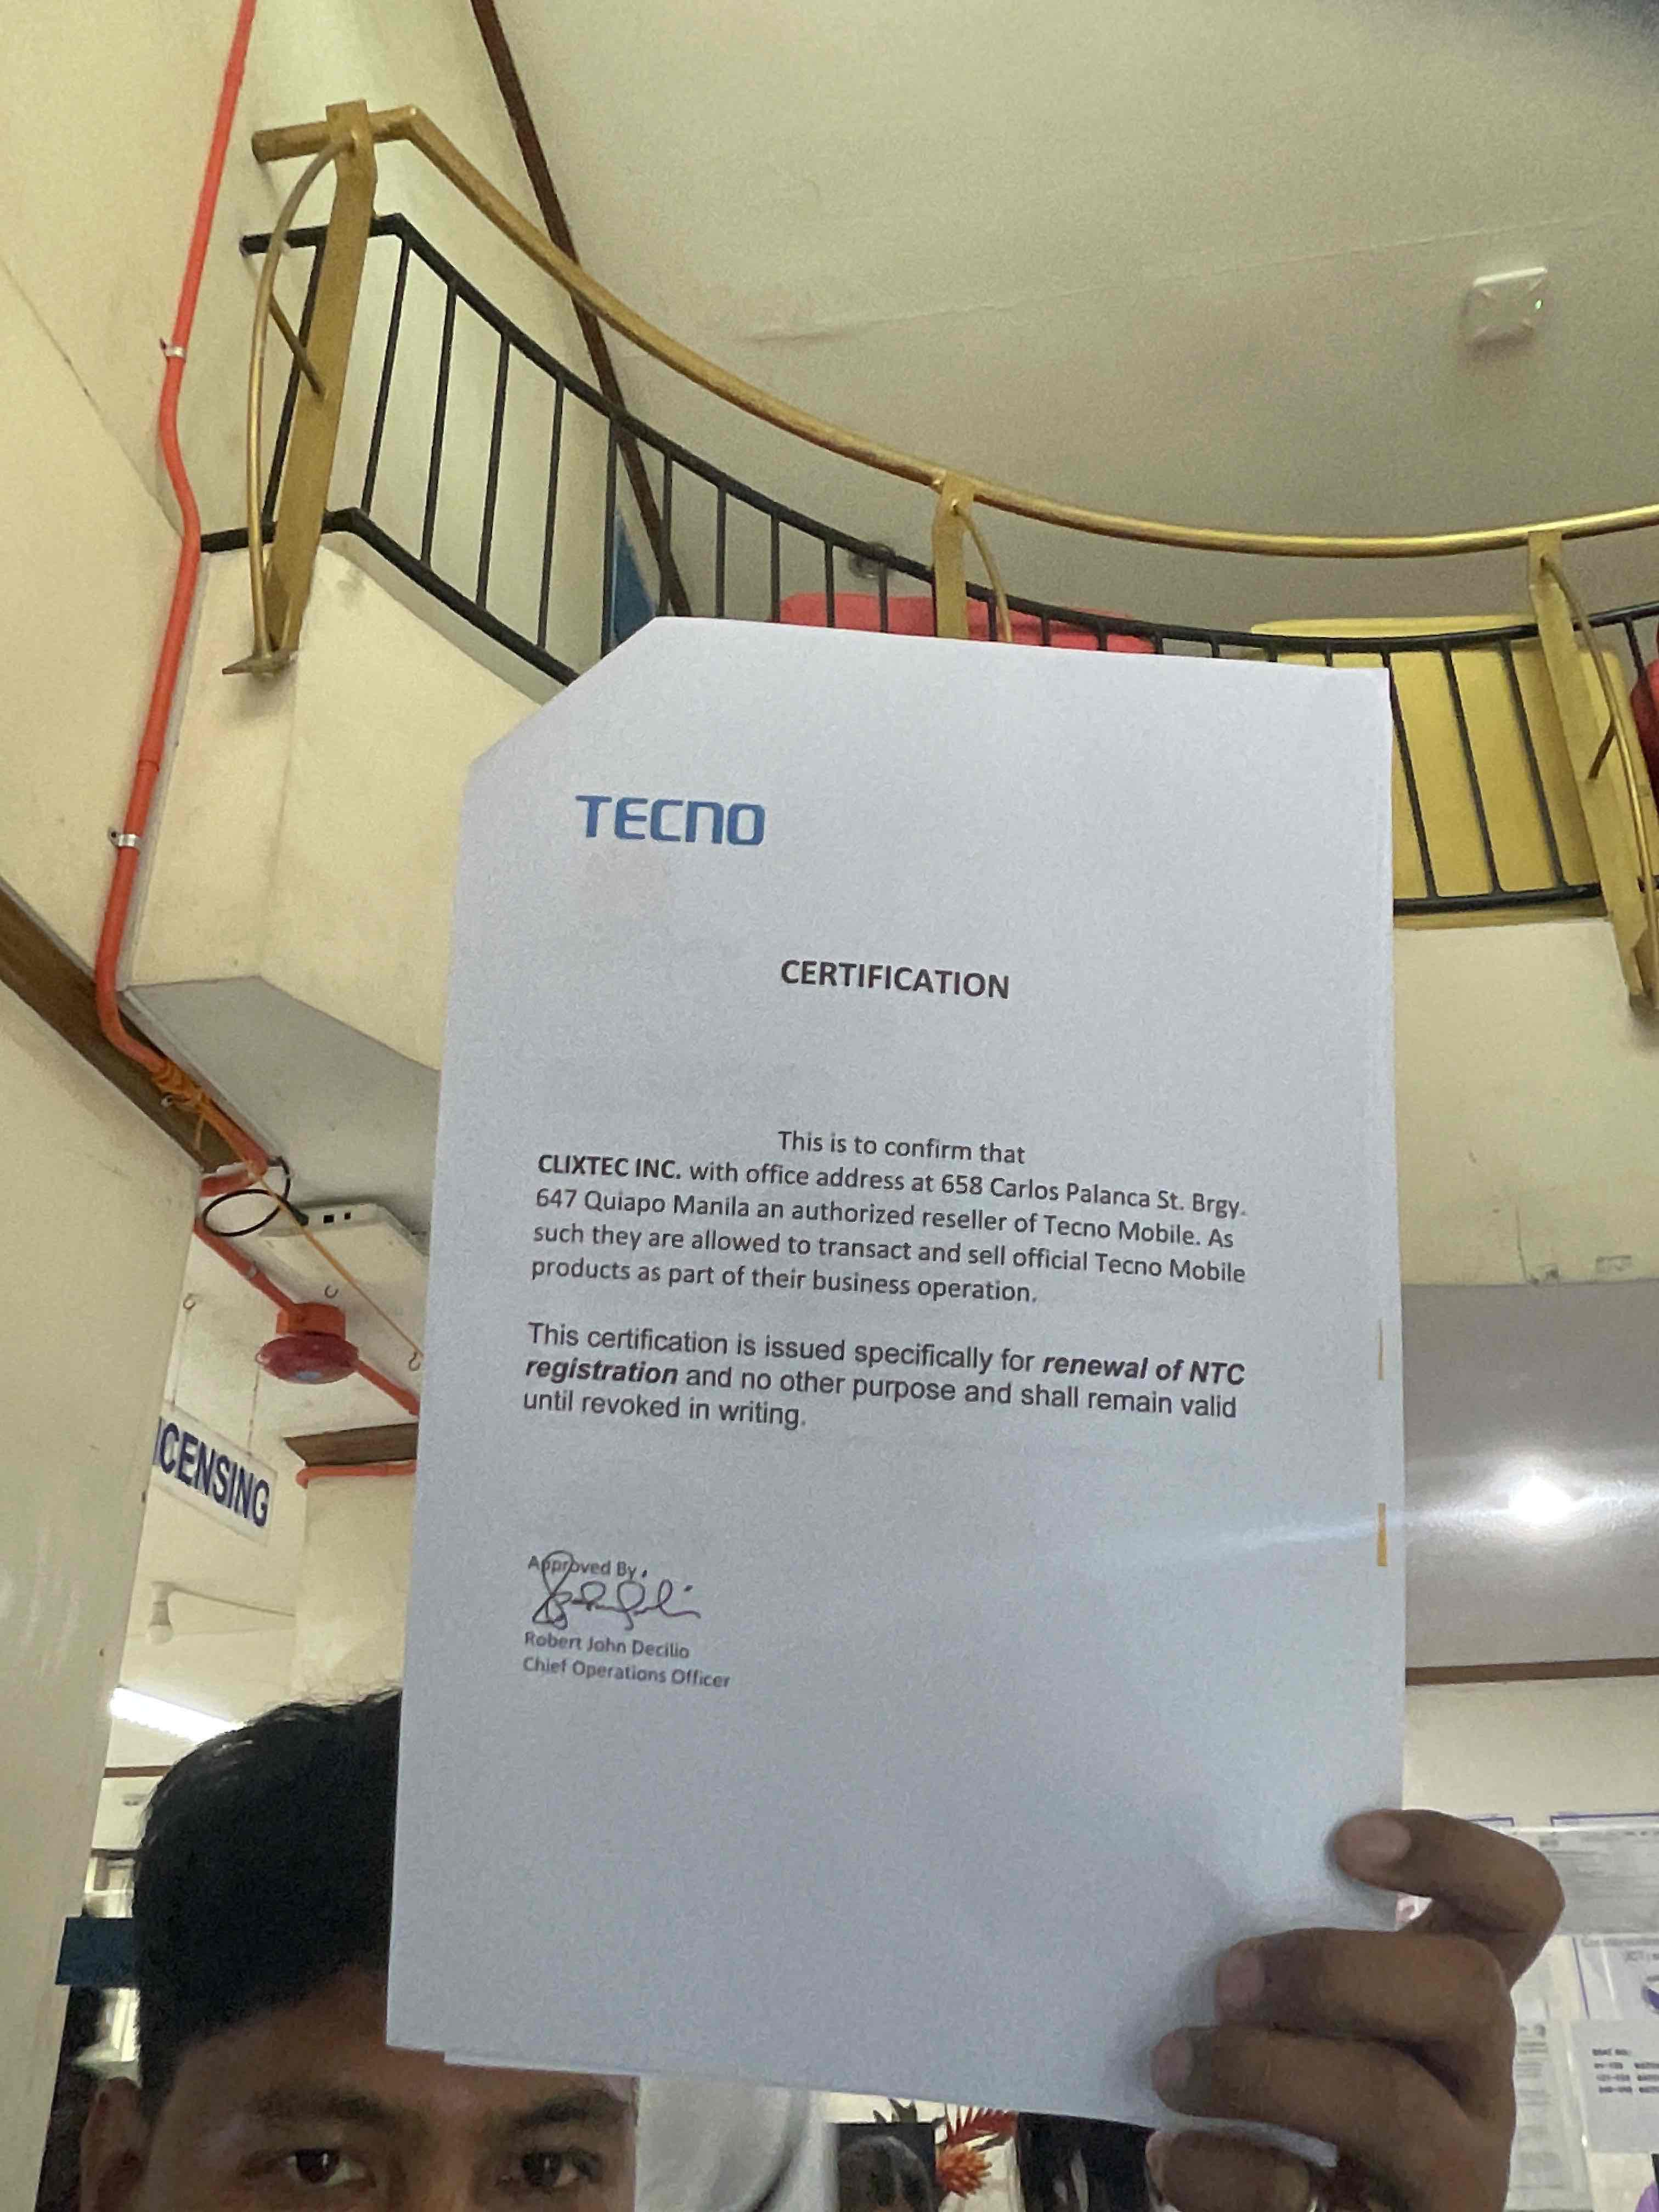 TECNO
CERTIFICATION
This is to confirm that
CLIXTEC INC. with office address at 658 Carlos Palanca St. Brgy.
647 Quiapo Manila an authorized reseller of Tecno Mobile. As
such they are allowed to transact and sell official Tecno Mobile
products as part of their business operation.
This certification is issued specifically for renewal of NTC
registration and no other purpose and shall remain valid
until revoked in writing.
Approved By
Robert John Decilio
Chief Operations Officer
ICENSING